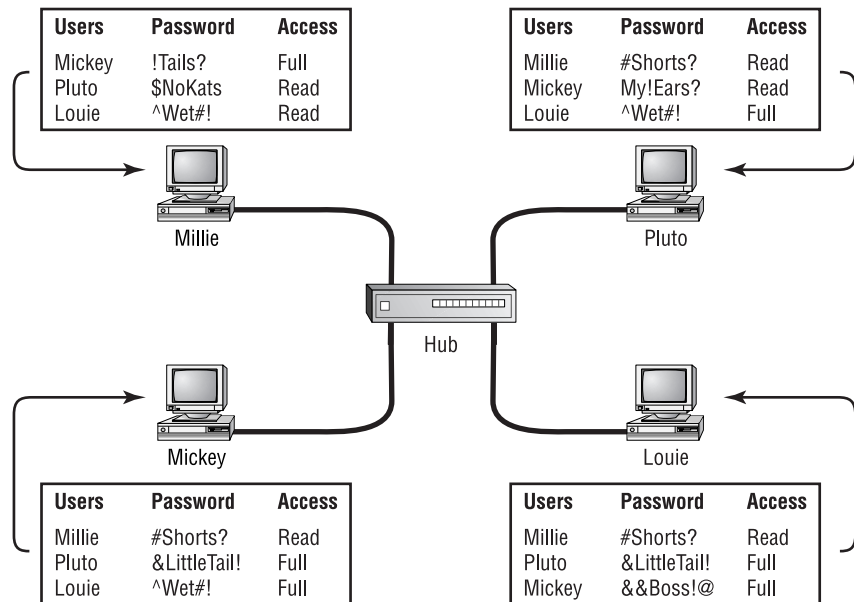 Users Password Access
Mickey !Tails? Full
Pluto $NoKats Read
Louie ^Wet#! Read
Users Password Access
Millie #Shorts? Read
Mickey My!Ears? Read
Louie ^Wet#! Full
Millie
Pluto
Hub
Mickey
Louie
Users Password Access
Millie #Shorts? Read
Pluto &LittleTail! Full
Louie ^Wet#! Full
Users Password Access
Millie #Shorts? Read
Pluto &LittleTail! Full
Mickey &&Boss!@ Full